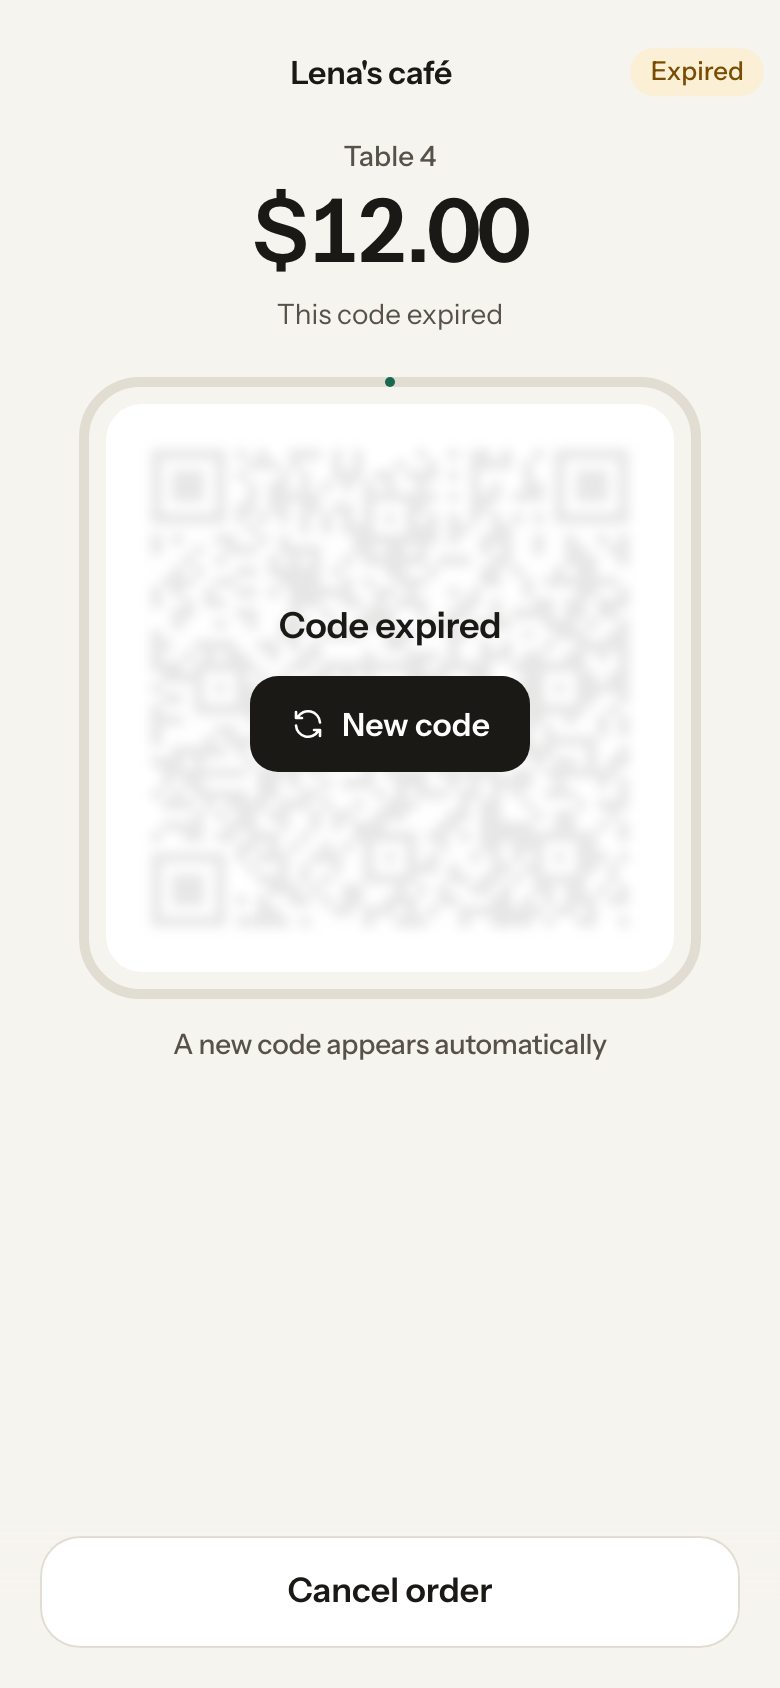 Lena's café
Expired
Table 4
$12.00
This code expired
Code expired
New code
A new code appears automatically
Cancel order